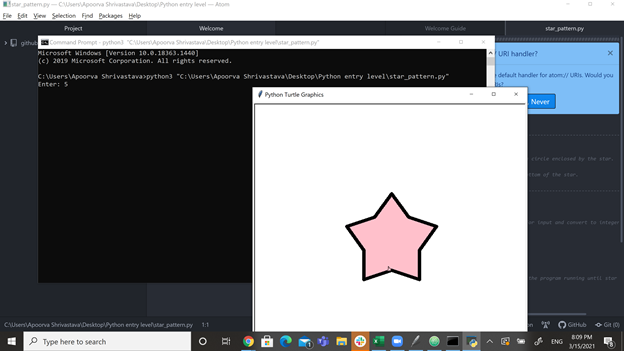 star_pattern.py — C:\Users\Apoorva Shrivastava\Desktop\Python entry level — Atom
File Edit View Selection Find Packages Help
Project Welcome Welcome Guide star_pattern.py
github
Command Prompt - python3 "C:\Users\Apoorva Shrivastava\Desktop\Python entry level\star_pattern.py"
Microsoft Windows [Version 10.0.18363.1440]
(c) 2019 Microsoft Corporation. All rights reserved.
C:\Users\Apoorva Shrivastava>python3 "C:\Users\Apoorva Shrivastava\Desktop\Python entry level\star_pattern.py"
Enter: 5
URI handler?
default handler for atom:// URIs. Would you
Never
Python Turtle Graphics
circle enclosed by the star.
ttom of the star.
r input and convert to integer
the program running until star
C:\Users\Apoorva Shrivastava\Desktop\Python entry level\star_pattern.py 1:1
GitHub Git (0)
Type here to search
ENG
8:09 PM
3/15/2021